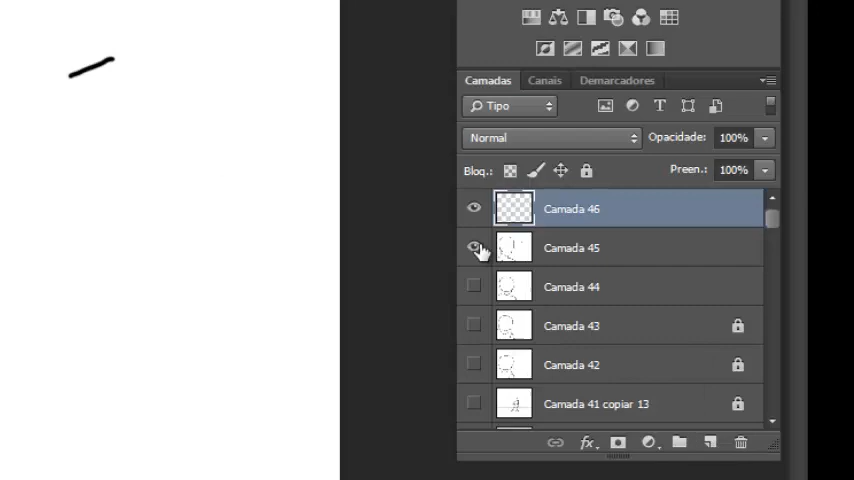 Camadas Canais Demarcadores
Tipo
Normal Opacidade: 100%
Bloq.: Preen.: 100%
Camada 46
Camada 45
Camada 44
Camada 43
Camada 42
Camada 41 copiar 13
fx